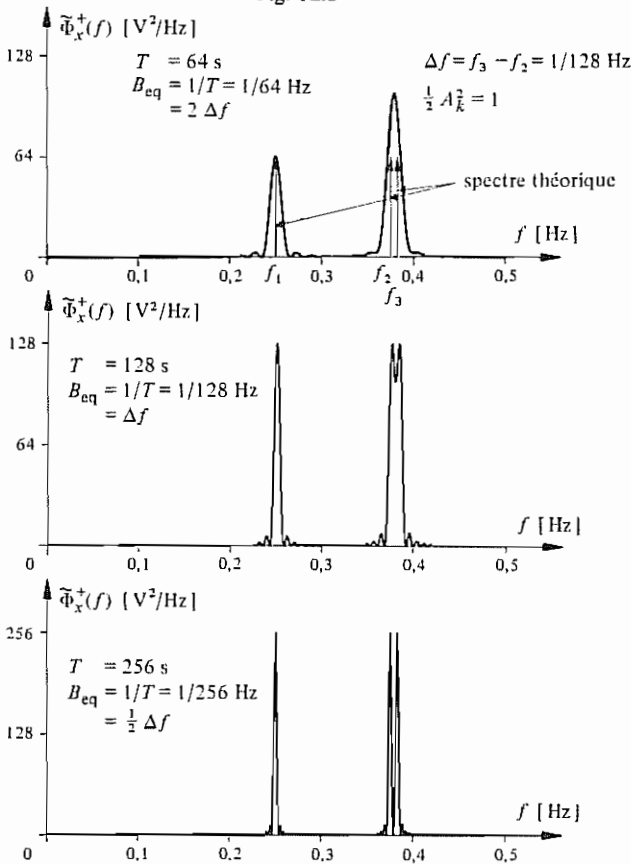 Φ̃ₓ⁺(f) [V²/Hz]
128
64
T = 64 s
B_eq = 1/T = 1/64 Hz
= 2 Δf
Δf = f₃ − f₂ = 1/128 Hz
½ A_k² = 1
spectre théorique
f [Hz]
0 0,1 0,2 f₁ 0,3 f₂ 0,4 0,5
f₃
Φ̃ₓ⁺(f) [V²/Hz]
128
64
T = 128 s
B_eq = 1/T = 1/128 Hz
= Δf
f [Hz]
0 0,1 0,2 0,3 0,4 0,5
Φ̃ₓ⁺(f) [V²/Hz]
256
128
T = 256 s
B_eq = 1/T = 1/256 Hz
= ½ Δf
f [Hz]
0 0,1 0,2 0,3 0,4 0,5